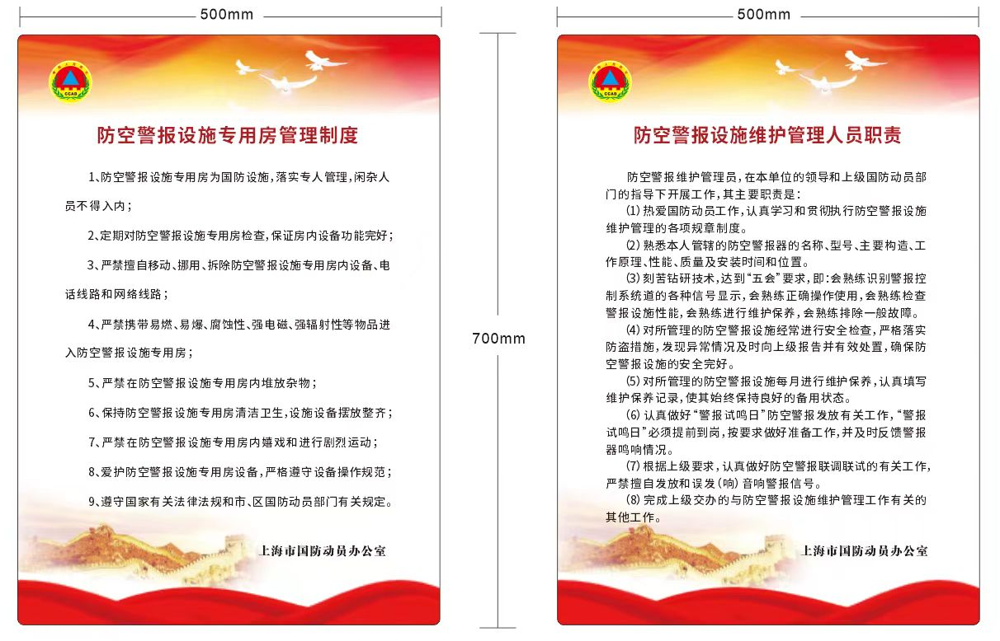 500mm
防空警报设施专用房管理制度
1、防空警报设施专用房为国防设施,落实专人管理,闲杂人
员不得入内;
2、定期对防空警报设施专用房检查,保证房内设备功能完好;
3、严禁擅自移动、挪用、拆除防空警报设施专用房内设备、电
话线路和网络线路;
4、严禁携带易燃、易爆、腐蚀性、强电磁、强辐射性等物品进
入防空警报设施专用房;
5、严禁在防空警报设施专用房内堆放杂物;
6、保持防空警报设施专用房清洁卫生,设施设备摆放整齐;
7、严禁在防空警报设施专用房内嬉戏和进行剧烈运动;
8、爱护防空警报设施专用房设备,严格遵守设备操作规范;
9、遵守国家有关法律法规和市、区国防动员部门有关规定。
上海市国防动员办公室
CCAD
700mm
500mm
防空警报设施维护管理人员职责
防空警报维护管理员,在本单位的领导和上级国防动员部
门的指导下开展工作,其主要职责是:
(1)热爱国防动员工作,认真学习和贯彻执行防空警报设施
维护管理的各项规章制度。
(2)熟悉本人管辖的防空警报器的名称、型号、主要构造、工
作原理、性能、质量及安装时间和位置。
(3)刻苦钻研技术,达到“五会”要求,即:会熟练识别警报控
制系统道的各种信号显示,会熟练正确操作使用,会熟练检查
警报设施性能,会熟练进行维护保养,会熟练排除一般故障。
(4)对所管理的防空警报设施经常进行安全检查,严格落实
防盗措施,发现异常情况及时向上级报告并有效处置,确保防
空警报设施的安全完好。
(5)对所管理的防空警报设施每月进行维护保养,认真填写
维护保养记录,使其始终保持良好的备用状态。
(6)认真做好“警报试鸣日”防空警报发放有关工作,“警报
试鸣日”必须提前到岗,按要求做好准备工作,并及时反馈警报
器鸣响情况。
(7)根据上级要求,认真做好防空警报联调联试的有关工作,
严禁擅自发放和误发(响)音响警报信号。
(8)完成上级交办的与防空警报设施维护管理工作有关的
其他工作。
上海市国防动员办公室
CCAD